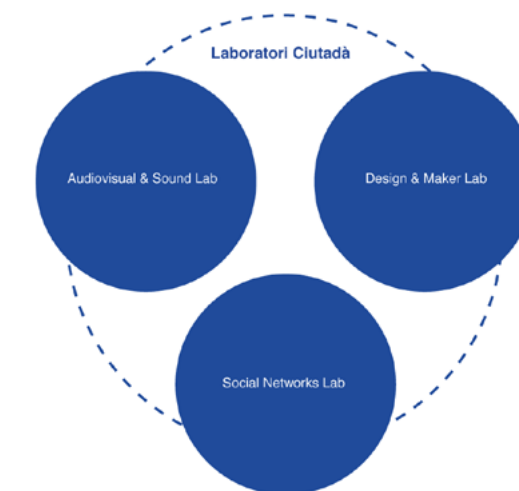 Laboratori Ciutadà
Audiovisual & Sound Lab
Design & Maker Lab
Social Networks Lab